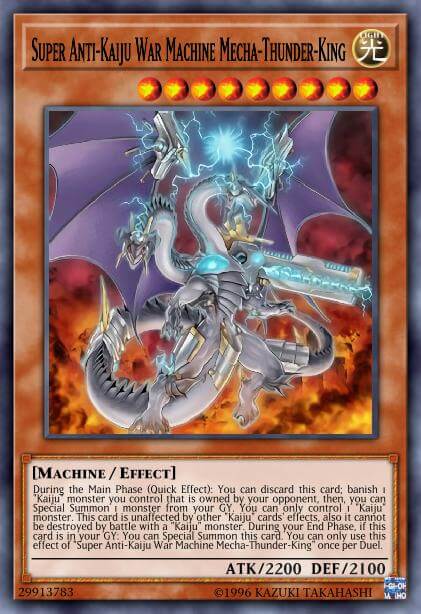 Super Anti-Kaiju War Machine Mecha-Thunder-King
LIGHT
光
[Machine / Effect]
During the Main Phase (Quick Effect): You can discard this card; banish 1
"Kaiju" monster you control that is owned by your opponent, then, you can
Special Summon 1 monster from your GY. You can only control 1 "Kaiju"
monster. This card is unaffected by other "Kaiju" cards' effects, also it cannot
be destroyed by battle with a "Kaiju" monster. During your End Phase, if this
card is in your GY: You can Special Summon this card. You can only use this
effect of "Super Anti-Kaiju War Machine Mecha-Thunder-King" once per Duel.
ATK/2200 DEF/2100
29913783
©1996 KAZUKI TAKAHASHI